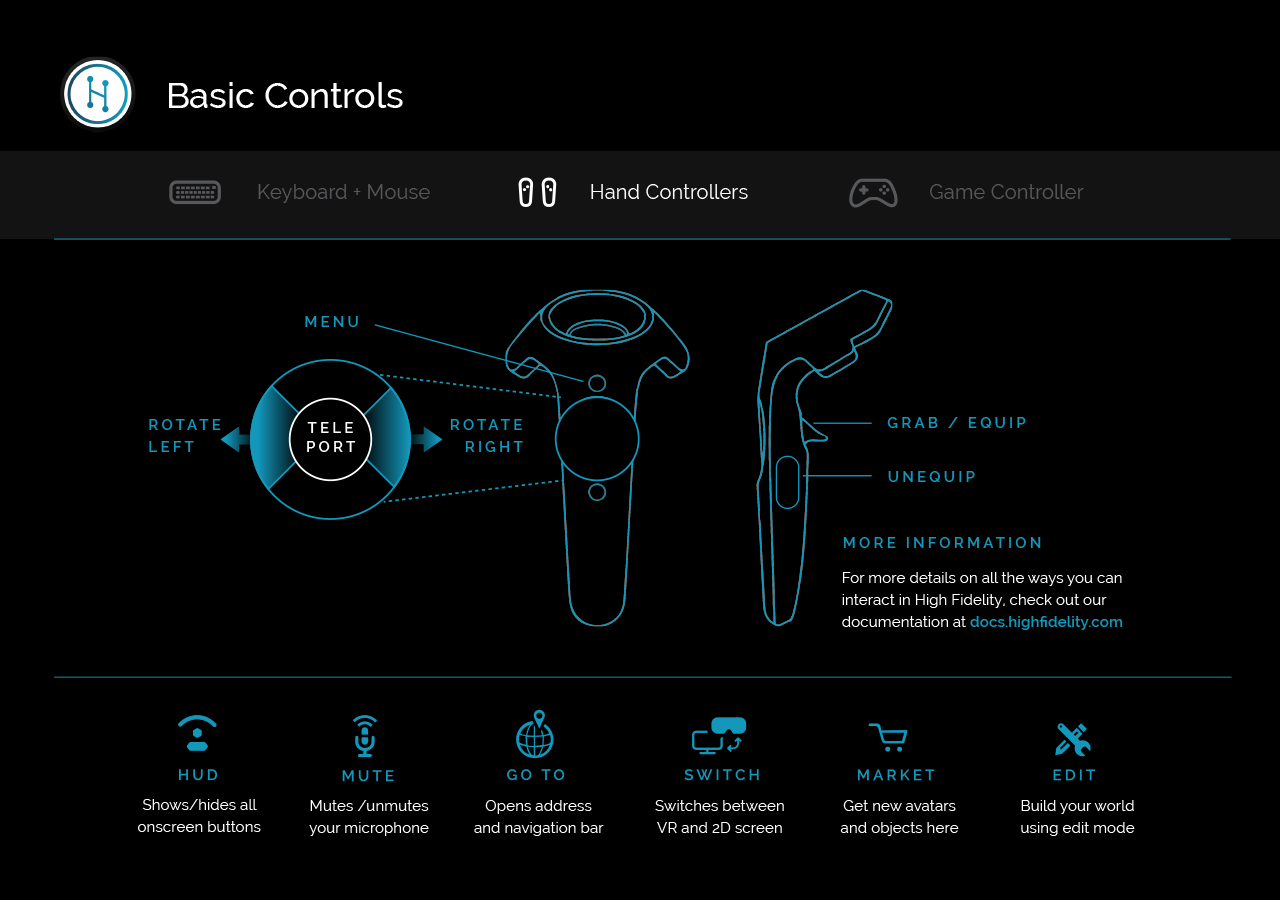 Basic Controls
Keyboard + Mouse
Hand Controllers
Game Controller
MENU
ROTATE
LEFT
TELE
PORT
ROTATE
RIGHT
GRAB / EQUIP
UNEQUIP
MORE INFORMATION
For more details on all the ways you can
interact in High Fidelity, check out our
documentation at docs.highfidelity.com
HUD
Shows/hides all
onscreen buttons
MUTE
Mutes /unmutes
your microphone
GO TO
Opens address
and navigation bar
SWITCH
Switches between
VR and 2D screen
MARKET
Get new avatars
and objects here
EDIT
Build your world
using edit mode